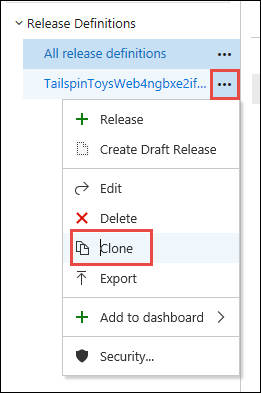 Release Definitions
All release definitions
TailspinToysWeb4ngbxe2if...
Release
Create Draft Release
Edit
Delete
Clone
Export
Add to dashboard
Security...